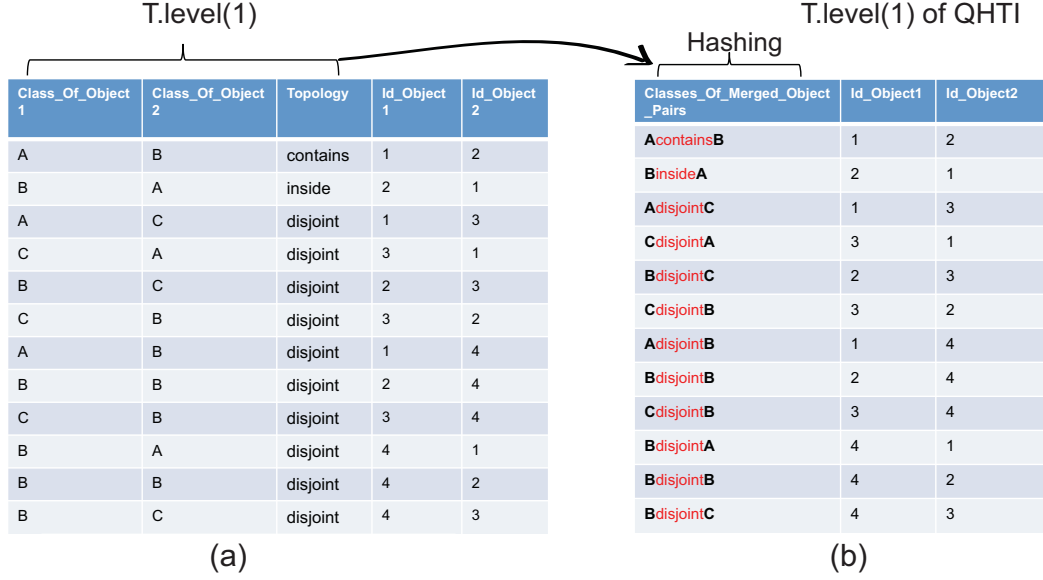 T.level(1)
T.level(1) of QHTI
Hashing
Class_Of_Object
1
Class_Of_Object
2
Topology
Id_Object
1
Id_Object
2
A B contains 1 2
B A inside 2 1
A C disjoint 1 3
C A disjoint 3 1
B C disjoint 2 3
C B disjoint 3 2
A B disjoint 1 4
B B disjoint 2 4
C B disjoint 3 4
B A disjoint 4 1
B B disjoint 4 2
B C disjoint 4 3
(a)
Classes_Of_Merged_Object
_Pairs
Id_Object1
Id_Object2
AcontainsB 1 2
BinsideA 2 1
AdisjointC 1 3
CdisjointA 3 1
BdisjointC 2 3
CdisjointB 3 2
AdisjointB 1 4
BdisjointB 2 4
CdisjointB 3 4
BdisjointA 4 1
BdisjointB 4 2
BdisjointC 4 3
(b)